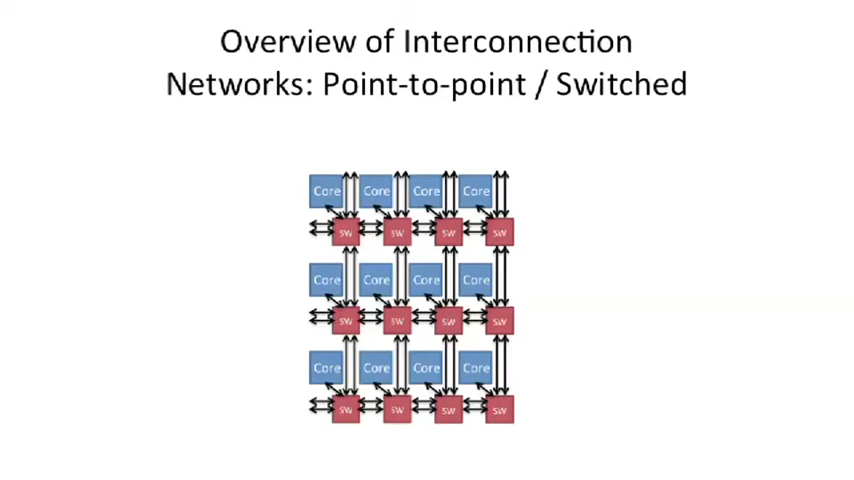 Overview of Interconnection
Networks: Point-to-point / Switched
Core Core Core Core
SW SW SW SW
Core Core Core Core
SW SW SW SW
Core Core Core Core
SW SW SW SW